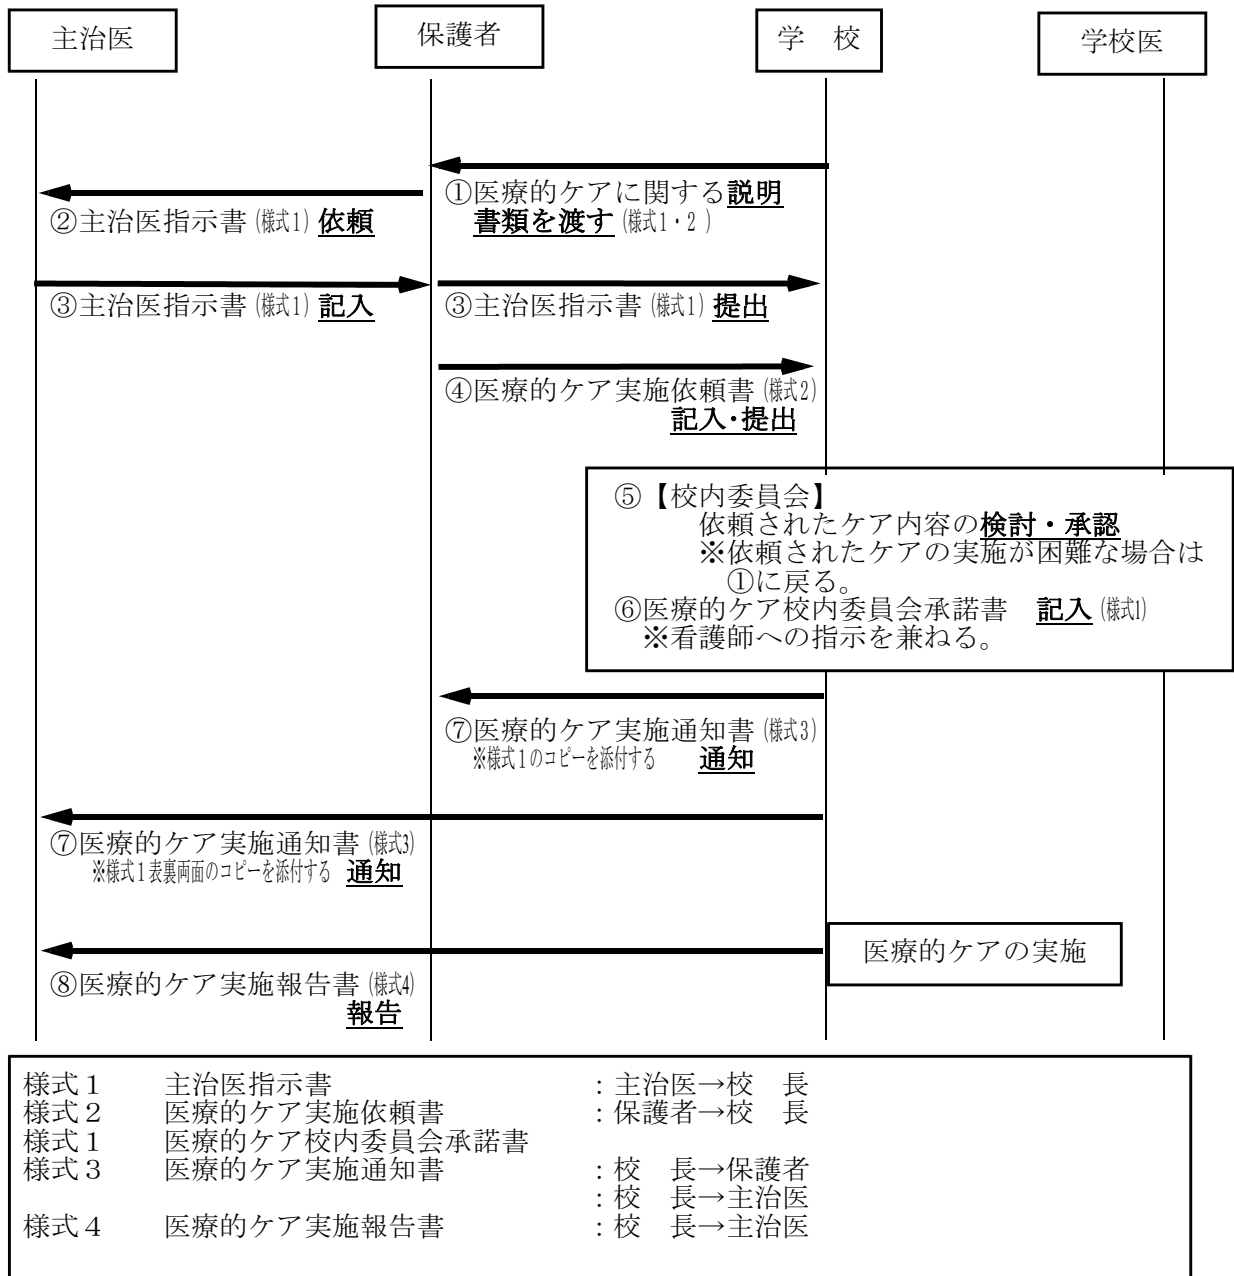 主治医
保護者
学　校
学校医
①医療的ケアに関する説明
書類を渡す(様式1・2)
②主治医指示書(様式1)依頼
③主治医指示書(様式1)記入
③主治医指示書(様式1)提出
④医療的ケア実施依頼書(様式2)
記入・提出
⑤【校内委員会】
依頼されたケア内容の検討・承認
※依頼されたケアの実施が困難な場合は
①に戻る。
⑥医療的ケア校内委員会承諾書　記入(様式1)
※看護師への指示を兼ねる。
⑦医療的ケア実施通知書(様式3)
※様式1のコピーを添付する　通知
⑦医療的ケア実施通知書(様式3)
※様式1表裏両面のコピーを添付する　通知
医療的ケアの実施
⑧医療的ケア実施報告書(様式4)
報告
様式１　主治医指示書　：主治医→校　長
様式２　医療的ケア実施依頼書　：保護者→校　長
様式１　医療的ケア校内委員会承諾書
様式３　医療的ケア実施通知書　：校　長→保護者
：校　長→主治医
様式４　医療的ケア実施報告書　：校　長→主治医